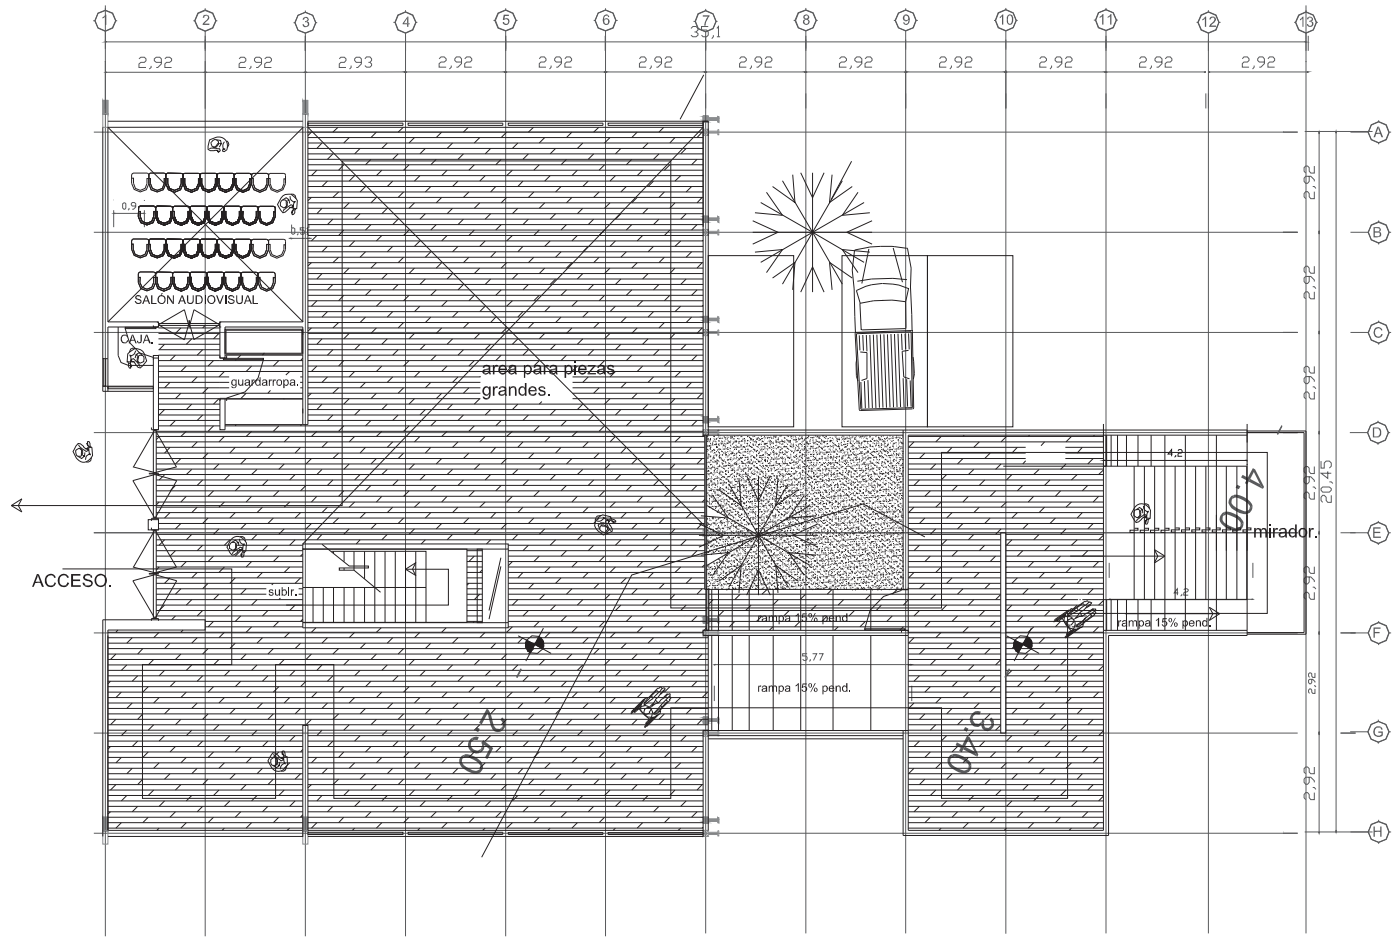 1 2 3 4 5 6 7 8 9 10 11 12 13
35,1
2,92 2,92 2,93 2,92 2,92 2,92 2,92 2,92 2,92 2,92 2,92 2,92
A
2,92
0,9
B
0,5
2,92
SALÓN AUDIOVISUAL
C
CAJA.
area para piezas
grandes.
guardarropa.
2,92
D
4,2
2,92
20,45
4.00
mirador.
E
ACCESO.
subir.
2,92
4,2
rampa 15% pend.
rampa 15% pend.
F
5,77
rampa 15% pend.
2,92
2.50
3.40
G
2,92
H